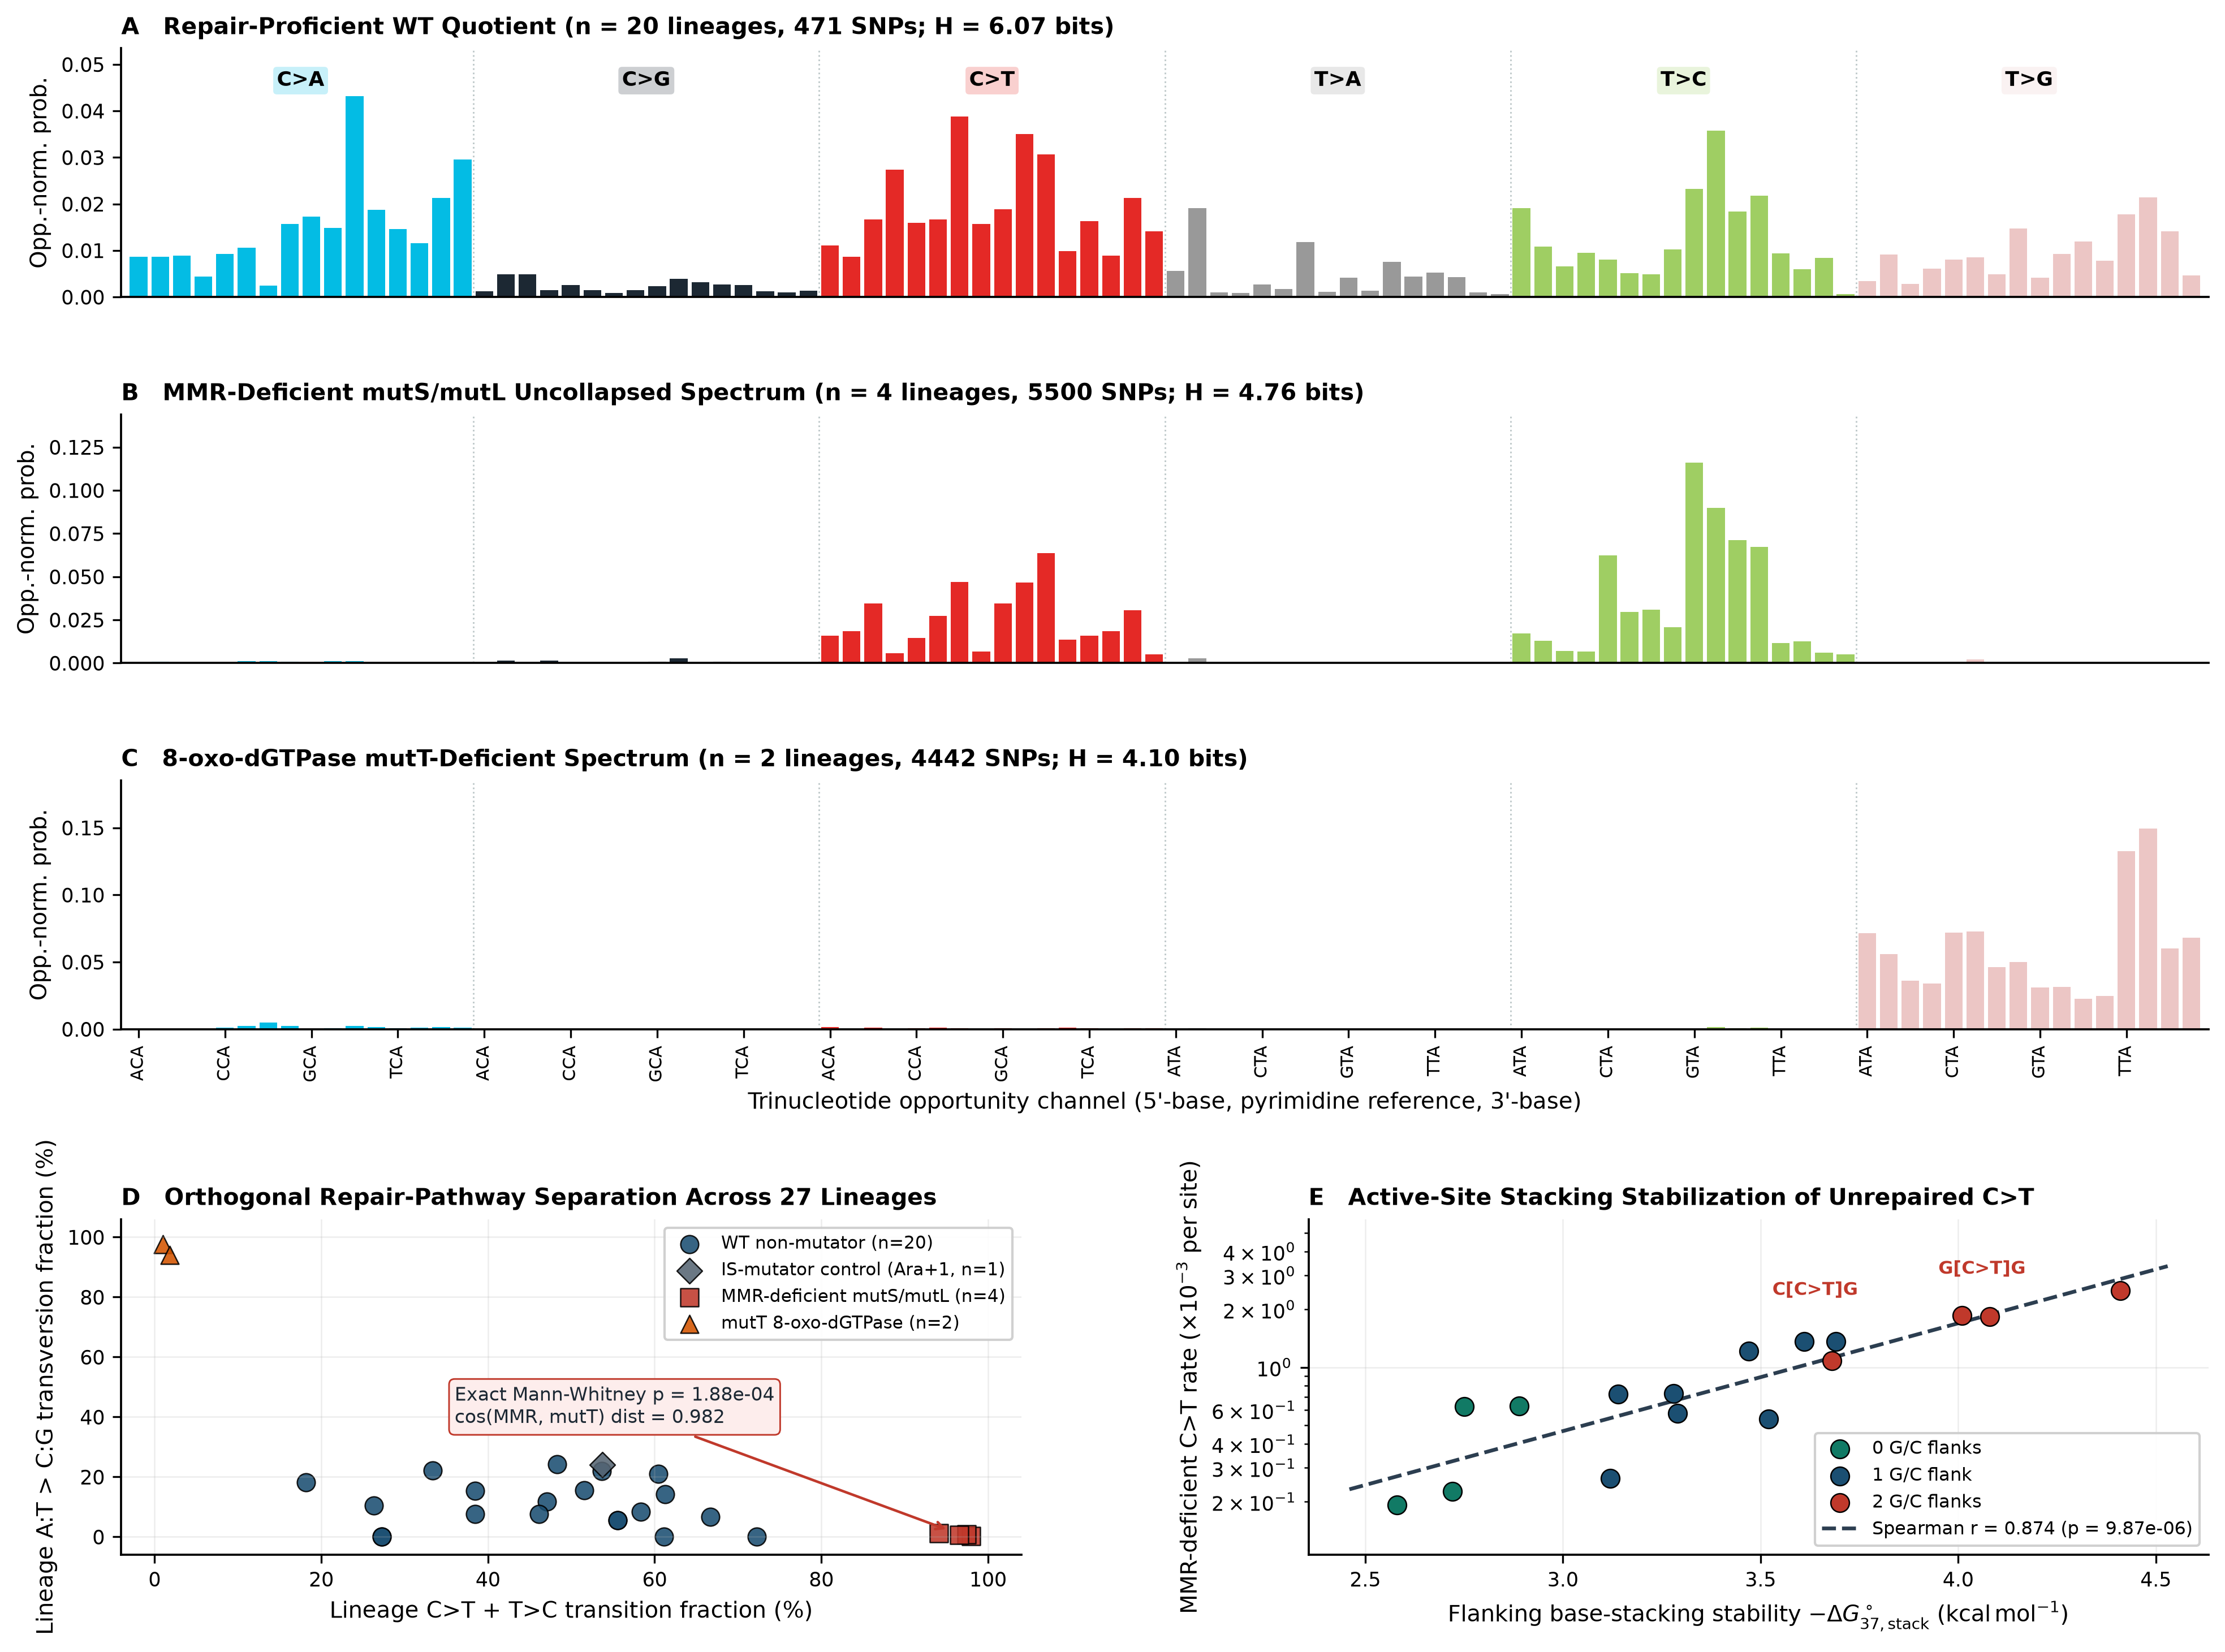 A Repair-Proficient WT Quotient (n = 20 lineages, 471 SNPs; H = 6.07 bits)
Opp.-norm. prob.
0.05
0.04
0.03
0.02
0.01
0.00
C>A
C>G
C>T
T>A
T>C
T>G
B MMR-Deficient mutS/mutL Uncollapsed Spectrum (n = 4 lineages, 5500 SNPs; H = 4.76 bits)
Opp.-norm. prob.
0.125
0.100
0.075
0.050
0.025
0.000
C 8-oxo-dGTPase mutT-Deficient Spectrum (n = 2 lineages, 4442 SNPs; H = 4.10 bits)
Opp.-norm. prob.
0.15
0.10
0.05
0.00
ACA
CCA
GCA
TCA
ACA
CCA
GCA
TCA
ACA
CCA
GCA
TCA
ATA
CTA
GTA
TTA
ATA
CTA
GTA
TTA
ATA
CTA
GTA
TTA
Trinucleotide opportunity channel (5'-base, pyrimidine reference, 3'-base)
D Orthogonal Repair-Pathway Separation Across 27 Lineages
Lineage A:T > C:G transversion fraction (%)
100
80
60
40
20
0
WT non-mutator (n=20)
IS-mutator control (Ara+1, n=1)
MMR-deficient mutS/mutL (n=4)
mutT 8-oxo-dGTPase (n=2)
Exact Mann-Whitney p = 1.88e-04
cos(MMR, mutT) dist = 0.982
0
20
40
60
80
100
Lineage C>T + T>C transition fraction (%)
E Active-Site Stacking Stabilization of Unrepaired C>T
MMR-deficient C>T rate (×10⁻³ per site)
4 × 10⁰
3 × 10⁰
2 × 10⁰
10⁰
6 × 10⁻¹
4 × 10⁻¹
3 × 10⁻¹
2 × 10⁻¹
C[C>T]G
G[C>T]G
0 G/C flanks
1 G/C flank
2 G/C flanks
Spearman r = 0.874 (p = 9.87e-06)
2.5
3.0
3.5
4.0
4.5
Flanking base-stacking stability −ΔG°37, stack (kcal mol⁻¹)